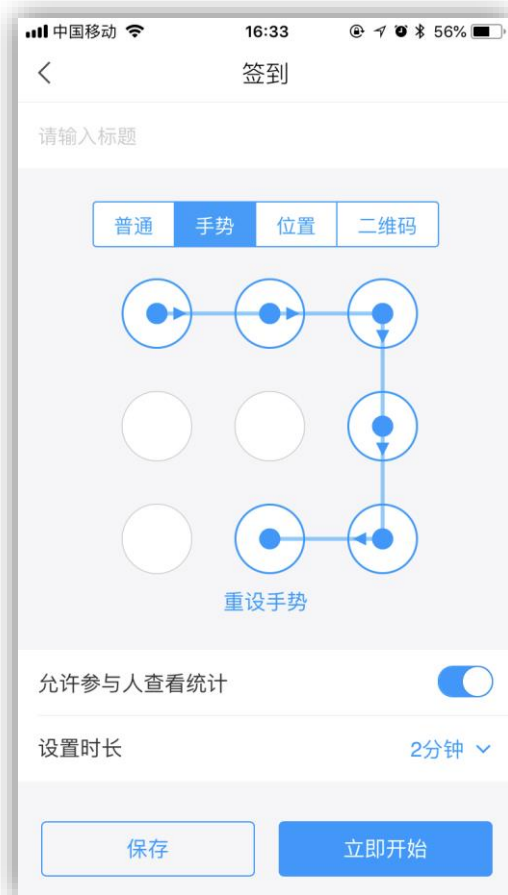 中国移动 16:33 56%
签到
请输入标题
普通 手势 位置 二维码
重设手势
允许参与人查看统计
设置时长 2分钟
保存 立即开始